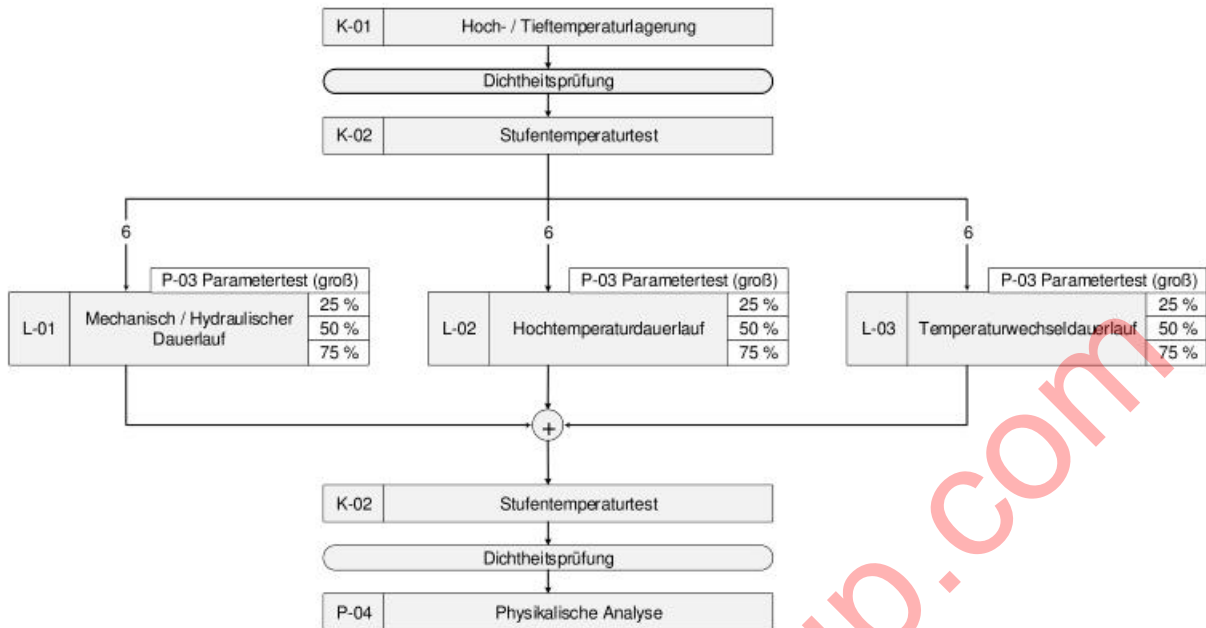 K-01 Hoch- / Tieftemperaturlagerung
Dichtheitsprüfung
K-02 Stufentemperaturtest
6 6 6
P-03 Parametertest (groß)
25 %
L-01 Mechanisch / Hydraulischer 50 %
Dauerlauf
75 %
P-03 Parametertest (groß)
25 %
L-02 Hochtemperaturdauerlauf 50 %
75 %
P-03 Parametertest (groß)
25 %
L-03 Temperaturwechseldauerlauf 50 %
75 %
+
K-02 Stufentemperaturtest
Dichtheitsprüfung
P-04 Physikalische Analyse
.com